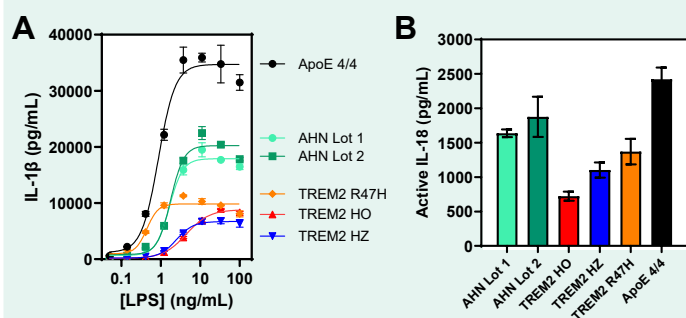 A
40000
30000
20000
10000
0
IL-1β
(pg/mL)
0.1
1
10
100
[LPS] (ng/mL)
ApoE 4/4
AHN Lot 1
AHN Lot 2
TREM2 R47H
TREM2 HO
TREM2 HZ
B
3000
2500
2000
1500
1000
500
0
Active IL-18
(pg/mL)
AHN Lot 1
AHN Lot 2
TREM2 HO
TREM2 HZ
TREM2 R47H
ApoE 4/4